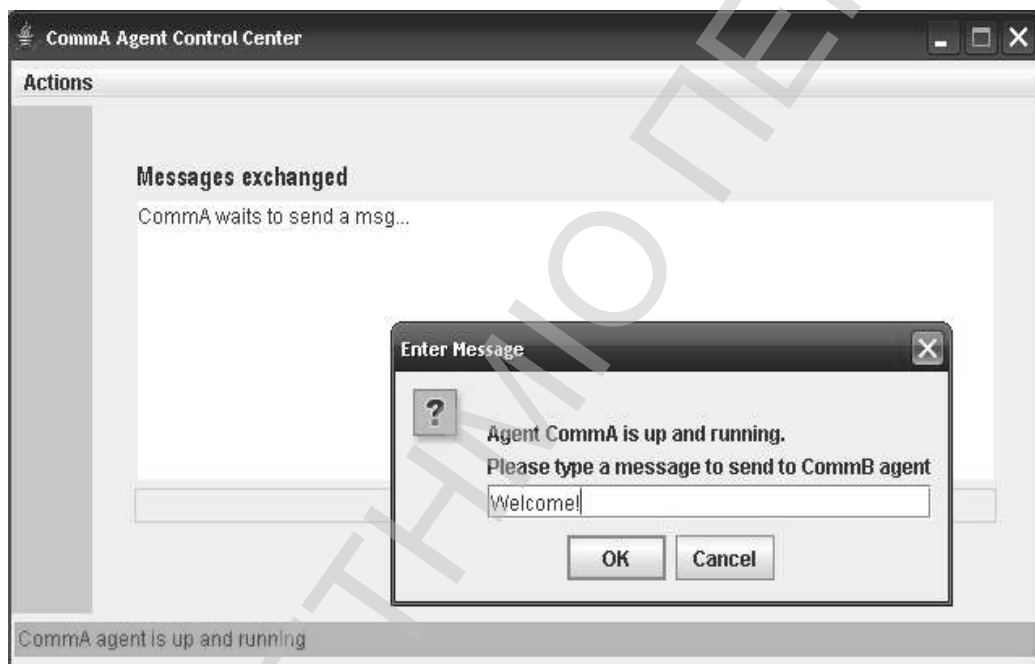 CommA Agent Control Center
Actions
Messages exchanged
CommA waits to send a msg...
Enter Message
Agent CommA is up and running.
Please type a message to send to CommB agent
Welcome!
OK
Cancel
CommA agent is up and running